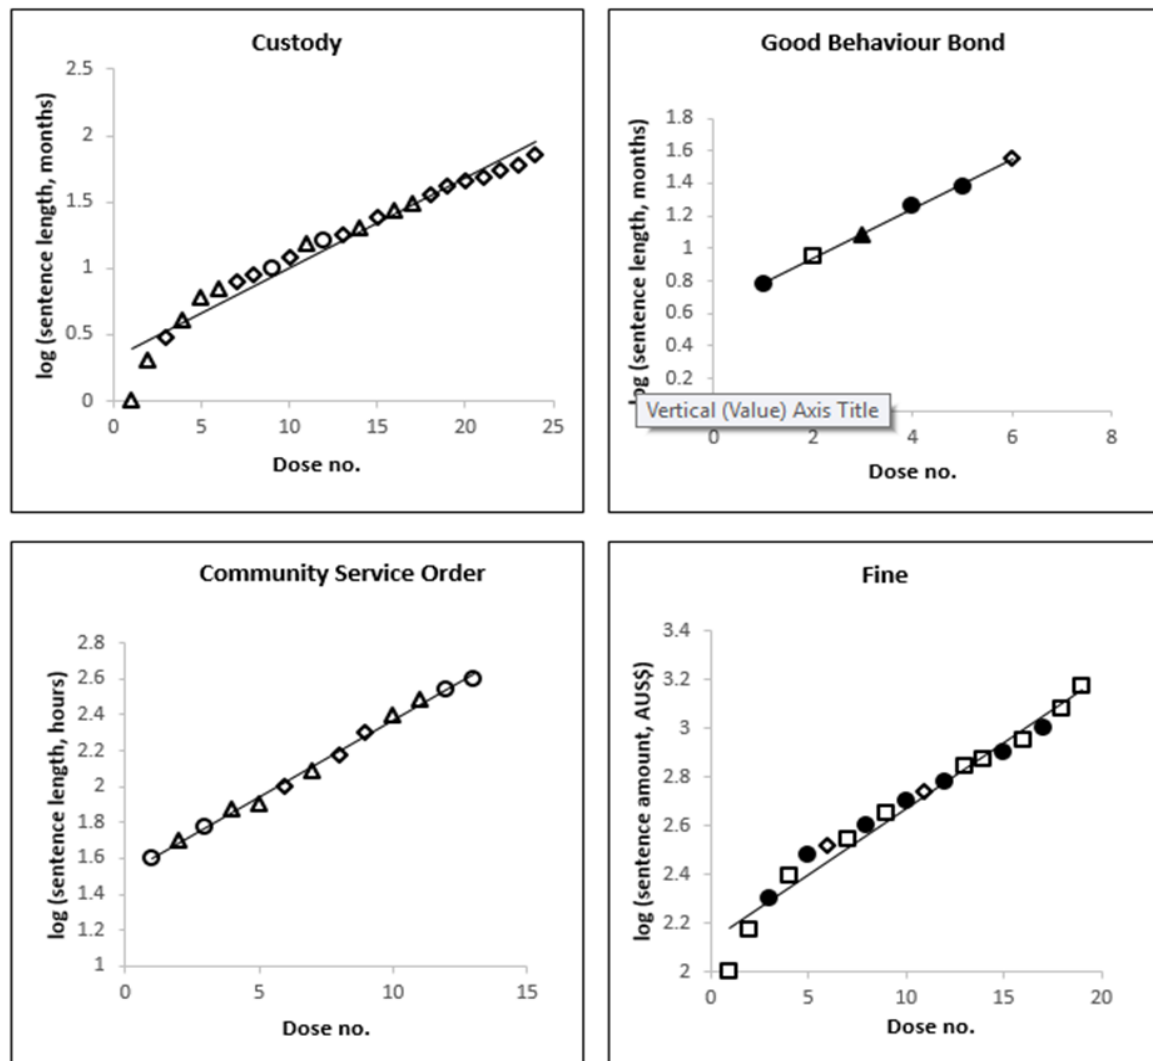 Custody
log (sentence length, months)
2.5
2
1.5
1
0.5
0
0 5 10 15 20 25
Dose no.
Good Behaviour Bond
log (sentence length, months)
1.8
1.6
1.4
1.2
1
0.8
0.6
0.4
0.2
Vertical (Value) Axis Title
0 2 4 6 8
Dose no.
Community Service Order
log (sentence length, hours)
2.8
2.6
2.4
2.2
2
1.8
1.6
1.4
1.2
1
0 5 10 15
Dose no.
Fine
log (sentence amount, AUS$)
3.4
3.2
3
2.8
2.6
2.4
2.2
2
0 5 10 15 20
Dose no.